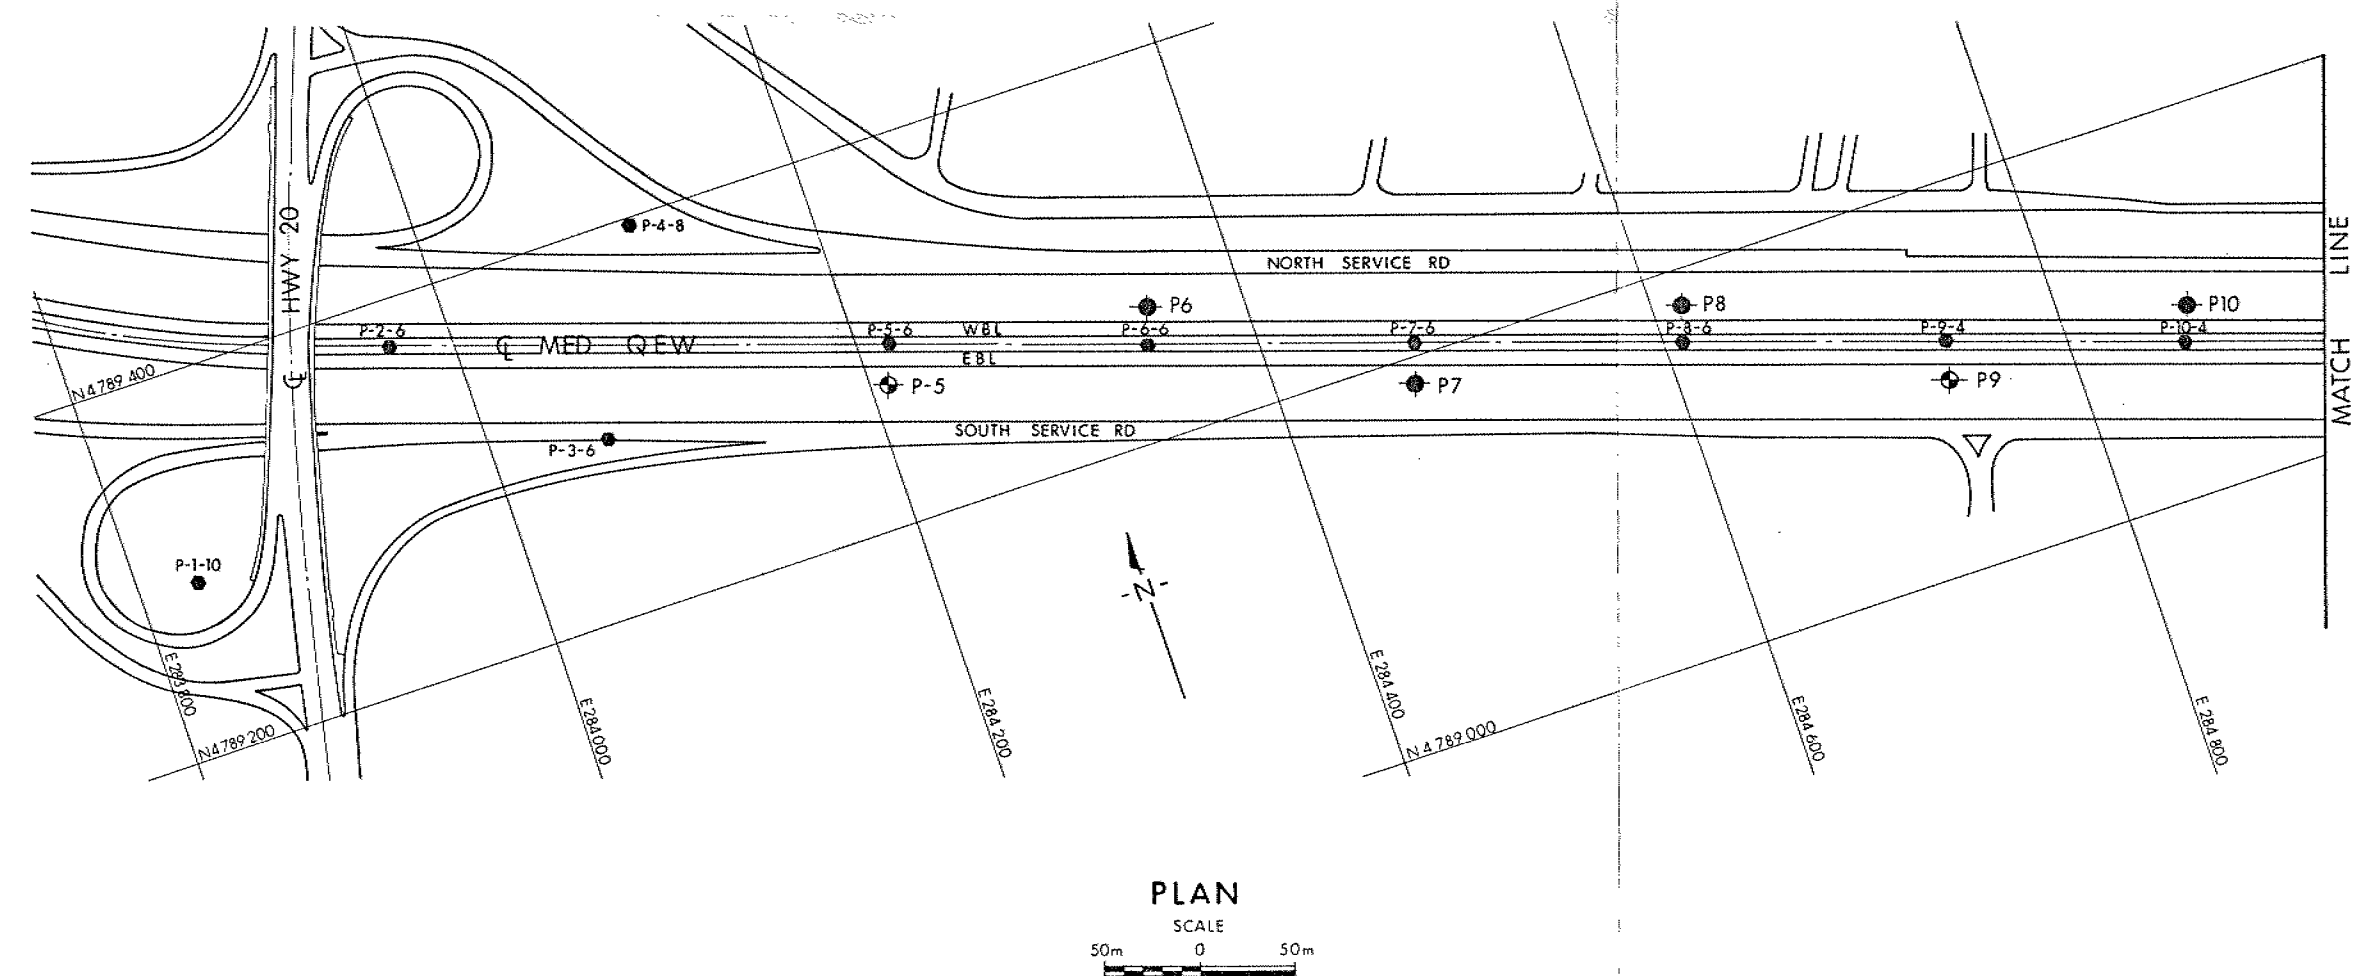 HWY 20
P-4-8
NORTH SERVICE RD
P6
P8
P10
P-2-6
P-5-6
WBL
P-6-6
P-7-6
P-8-6
P-9-4
P-10-4
℄ MED QEW
EBL
℄
P-5
P7
P9
N 4 789 400
SOUTH SERVICE RD
P-3-6
P-1-10
MATCH LINE
-N-
E 283 800
E 284 000
E 284 200
E 284 400
E 284 600
E 284 800
N 4 789 200
N 4 789 000
PLAN
SCALE
50m 0 50m